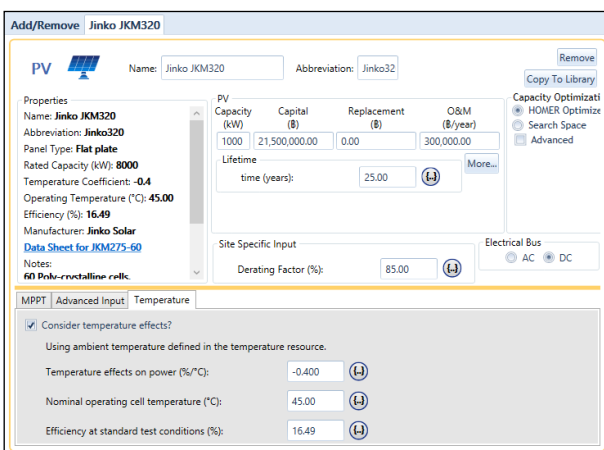 Add/Remove Jinko JKM320
PV
Name: Jinko JKM320
Abbreviation: Jinko32
Remove
Copy To Library
Properties
Name: Jinko JKM320
Abbreviation: Jinko320
Panel Type: Flat plate
Rated Capacity (kW): 8000
Temperature Coefficient: -0.4
Operating Temperature (°C): 45.00
Efficiency (%): 16.49
Manufacturer: Jinko Solar
Data Sheet for JKM275-60
Notes:
60 Poly-crystalline cells.
PV
Capacity (kW) Capital (฿) Replacement (฿) O&M (฿/year)
1000 21,500,000.00 0.00 300,000.00
Lifetime
time (years): 25.00 {..}
More...
Site Specific Input
Derating Factor (%): 85.00 {..}
Capacity Optimizati
HOMER Optimize
Search Space
Advanced
Electrical Bus
AC DC
MPPT Advanced Input Temperature
Consider temperature effects?
Using ambient temperature defined in the temperature resource.
Temperature effects on power (%/°C): -0.400 {..}
Nominal operating cell temperature (°C): 45.00 {..}
Efficiency at standard test conditions (%): 16.49 {..}